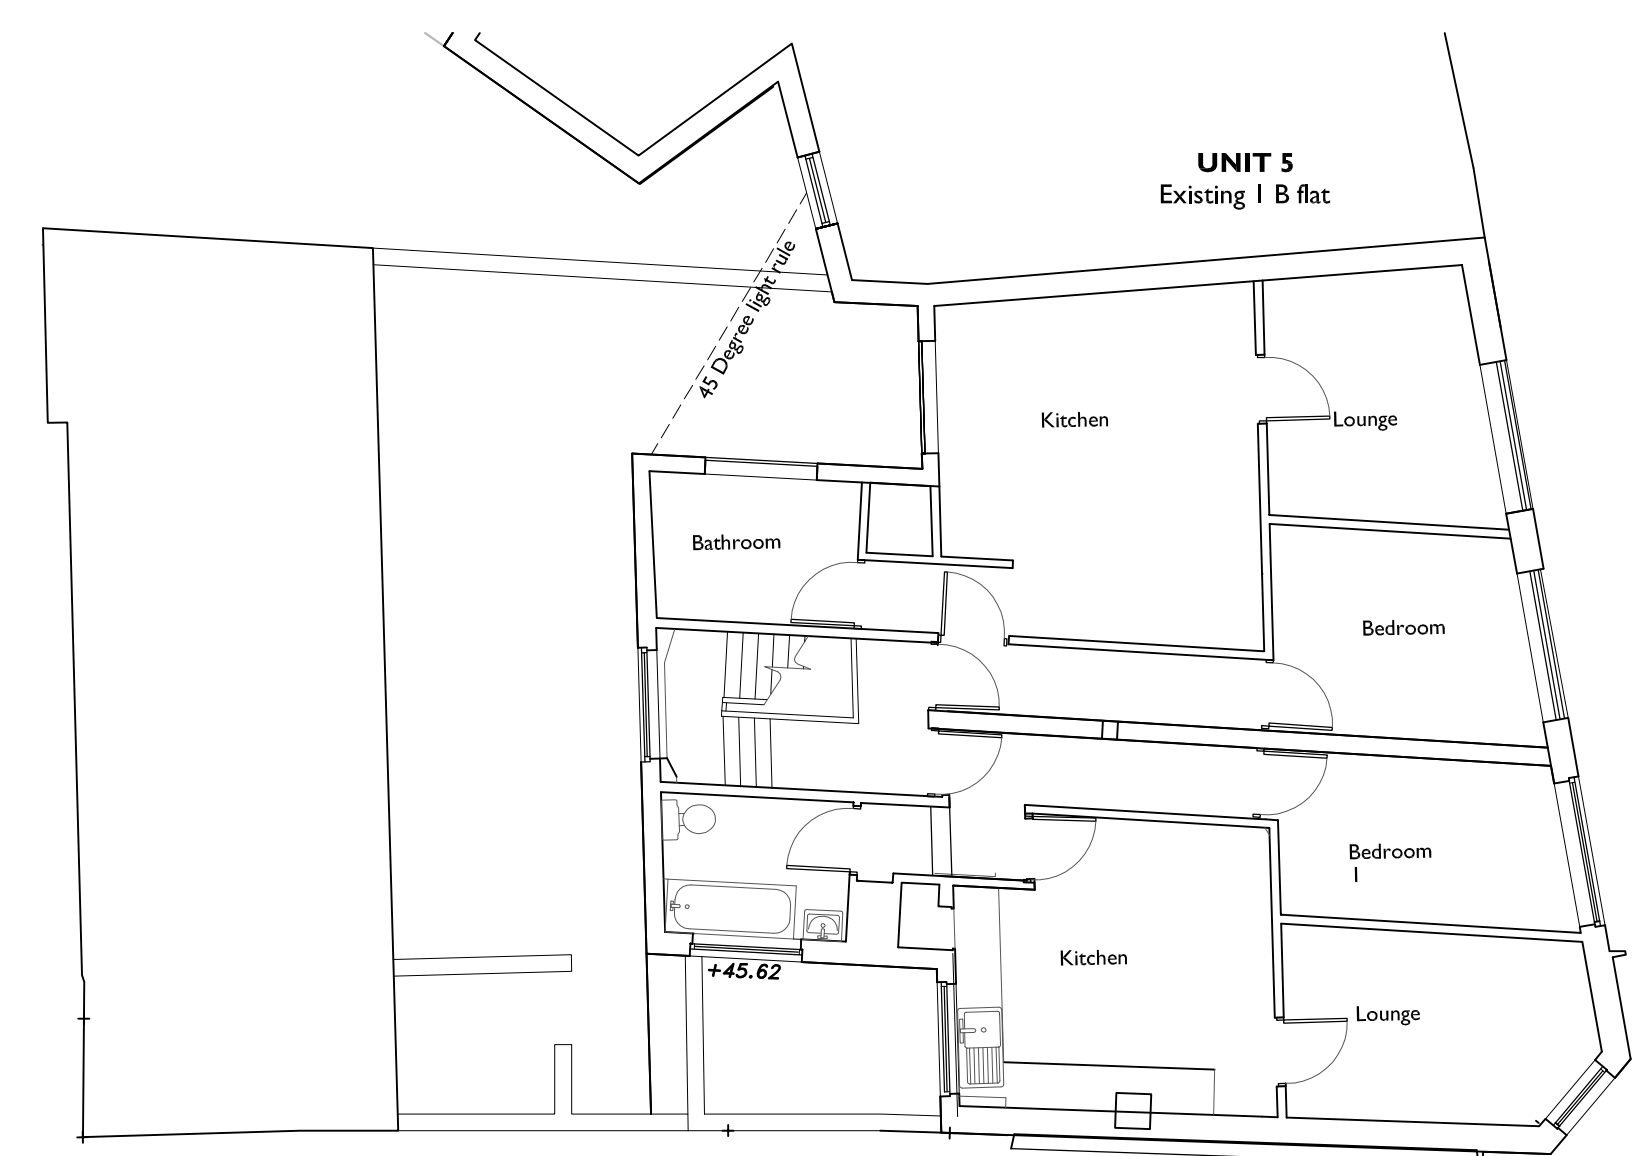 UNIT 5
Existing 1 B flat
45 Degree light rule
Kitchen
Lounge
Bathroom
Bedroom
Bedroom
1
Kitchen
+45.62
Lounge